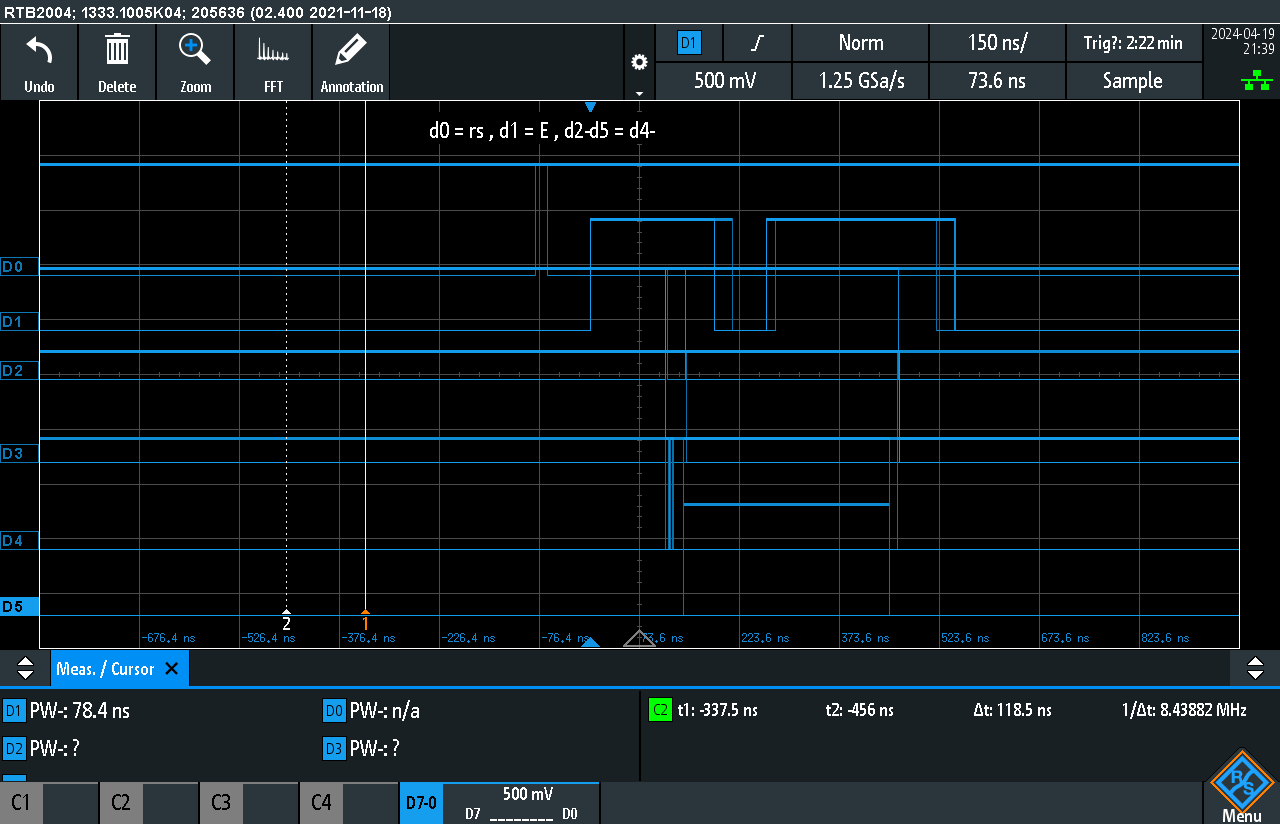 RTB2004; 1333.1005K04; 205636 (02.400 2021-11-18)
Undo
Delete
Zoom
FFT
Annotation
D1
Norm
150 ns/
Trig?: 2:22 min
2024-04-19
21:39
500 mV
1.25 GSa/s
73.6 ns
Sample
d0 = rs , d1 = E , d2-d5 = d4-
D0
D1
D2
D3
D4
D5
2
1
-676.4 ns
-526.4 ns
-376.4 ns
-226.4 ns
-76.4 ns
3.6 ns
223.6 ns
373.6 ns
523.6 ns
673.6 ns
823.6 ns
Meas. / Cursor
D1 PW-: 78.4 ns
D0 PW-: n/a
C2 t1: -337.5 ns t2: -456 ns Δt: 118.5 ns 1/Δt: 8.43882 MHz
D2 PW-: ?
D3 PW-: ?
C1
C2
C3
C4
D7-0
500 mV
D7 ________ D0
R S
Menu